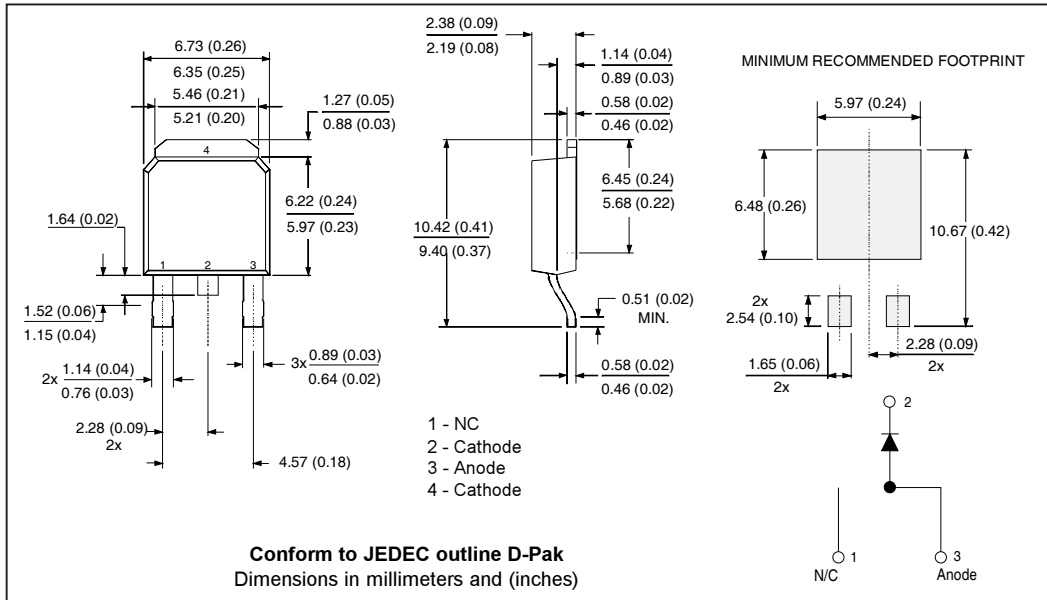 6.73 (0.26)
6.35 (0.25)
5.46 (0.21)
5.21 (0.20)
1.27 (0.05)
0.88 (0.03)
4
6.22 (0.24)
5.97 (0.23)
1.64 (0.02)
1
2
3
1.52 (0.06)
1.15 (0.04)
2x 1.14 (0.04)
0.76 (0.03)
3x 0.89 (0.03)
0.64 (0.02)
2.28 (0.09)
2x
4.57 (0.18)
2.38 (0.09)
2.19 (0.08)
1.14 (0.04)
0.89 (0.03)
0.58 (0.02)
0.46 (0.02)
6.45 (0.24)
5.68 (0.22)
10.42 (0.41)
9.40 (0.37)
0.51 (0.02)
MIN.
0.58 (0.02)
0.46 (0.02)
1 - NC
2 - Cathode
3 - Anode
4 - Cathode
MINIMUM RECOMMENDED FOOTPRINT
5.97 (0.24)
6.48 (0.26)
10.67 (0.42)
2x
2.54 (0.10)
2.28 (0.09)
2x
1.65 (0.06)
2x
2
1
N/C
3
Anode
Conform to JEDEC outline D-Pak
Dimensions in millimeters and (inches)